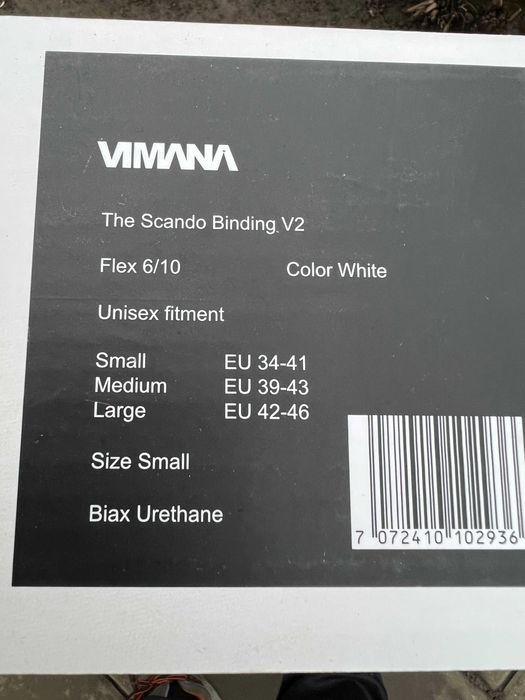 VIMANA
The Scando Binding V2
Flex 6/10 Color White
Unisex fitment
Small EU 34-41
Medium EU 39-43
Large EU 42-46
Size Small
Biax Urethane
7 072410 102936